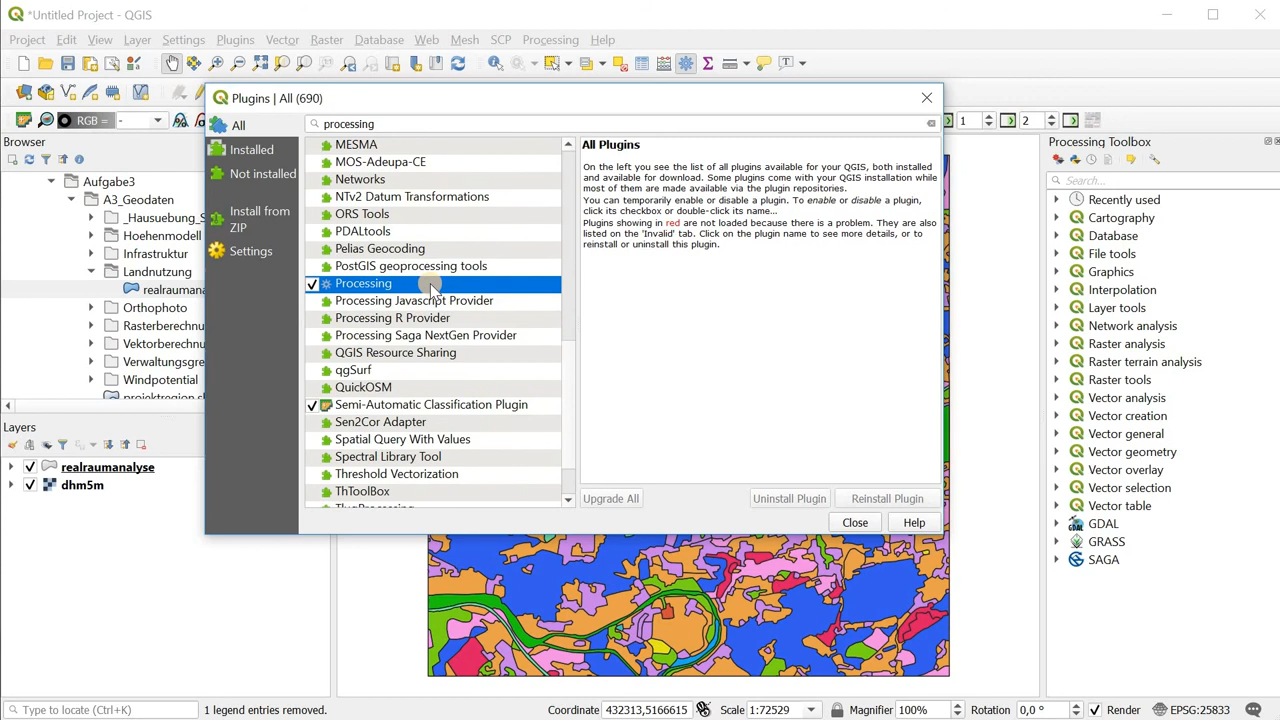 *Untitled Project - QGIS
Project Edit View Layer Settings Plugins Vector Raster Database Web Mesh SCP Processing Help
RGB = -
1 2
Browser
Aufgabe3
A3_Geodaten
_Hausuebung_S
Hoehenmodell
Infrastruktur
Landnutzung
realraumana
Orthophoto
Rasterberechnu
Vektorberechnu
Verwaltungsgre
Windpotential
Layers
realraumanalyse
dhm5m
Plugins | All (690)
All
Installed
Not installed
Install from
ZIP
Settings
processing
MESMA
MOS-Adeupa-CE
Networks
NTv2 Datum Transformations
ORS Tools
PDALtools
Pelias Geocoding
PostGIS geoprocessing tools
Processing
Processing Javascript Provider
Processing R Provider
Processing Saga NextGen Provider
QGIS Resource Sharing
qgSurf
QuickOSM
Semi-Automatic Classification Plugin
Sen2Cor Adapter
Spatial Query With Values
Spectral Library Tool
Threshold Vectorization
ThToolBox
All Plugins
On the left you see the list of all plugins available for your QGIS, both installed
and available for download. Some plugins come with your QGIS installation while
most of them are made available via the plugin repositories.
You can temporarily enable or disable a plugin. To enable or disable a plugin,
click its checkbox or double-click its name...
Plugins showing in red are not loaded because there is a problem. They are also
listed on the 'Invalid' tab. Click on the plugin name to see more details, or to
reinstall or uninstall this plugin.
Upgrade All Uninstall Plugin Reinstall Plugin
Close Help
Processing Toolbox
Search...
Recently used
Cartography
Database
File tools
Graphics
Interpolation
Layer tools
Network analysis
Raster analysis
Raster terrain analysis
Raster tools
Vector analysis
Vector creation
Vector general
Vector geometry
Vector overlay
Vector selection
Vector table
GDAL
GRASS
SAGA
Type to locate (Ctrl+K) 1 legend entries removed. Coordinate 432313,5166615 Scale 1:72529 Magnifier 100% Rotation 0,0 ° Render EPSG:25833